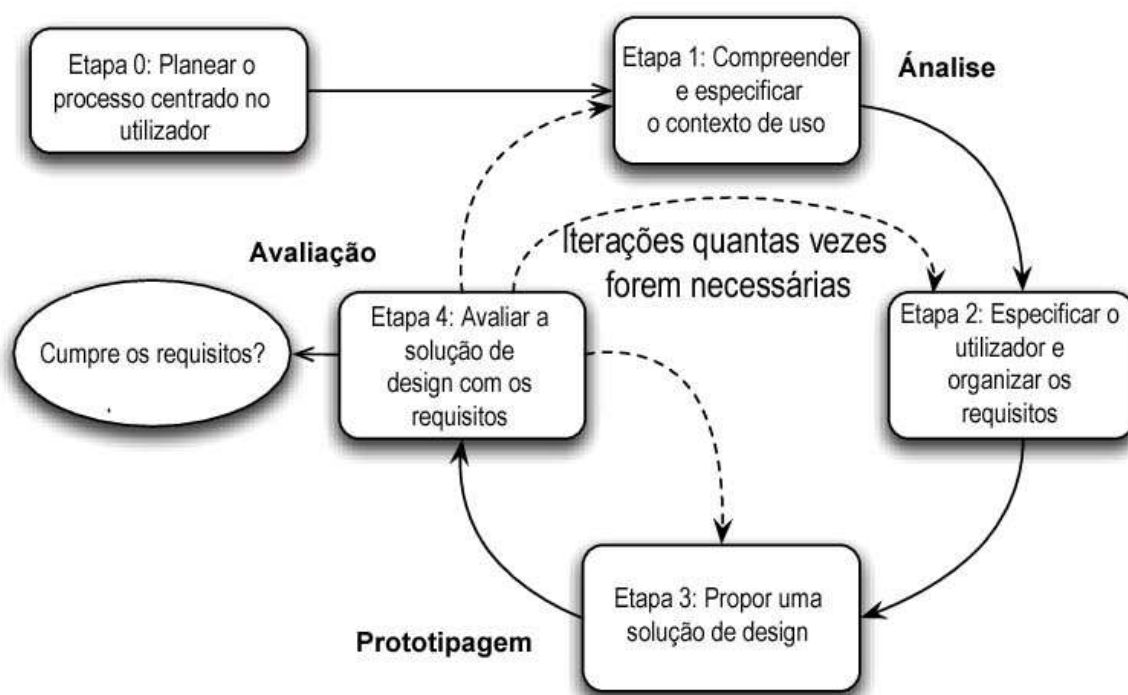 Etapa 0: Planear o
processo centrado no
utilizador
Etapa 1: Compreender
e especificar
o contexto de uso
Ánalise
Iterações quantas vezes
forem necessárias
Avaliação
Cumpre os requisitos?
Etapa 4: Avaliar a
solução de
design com os
requisitos
Etapa 2: Especificar o
utilizador e
organizar os
requisitos
Etapa 3: Propor uma
solução de design
Prototipagem